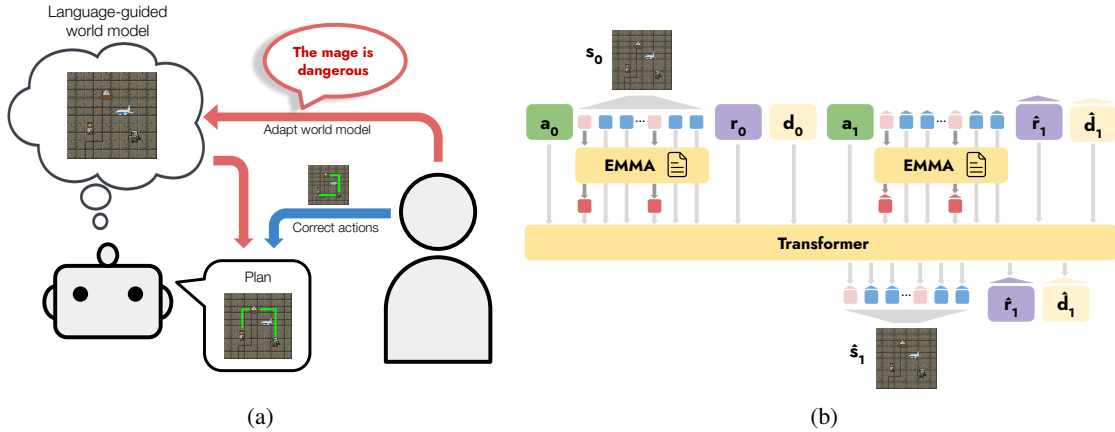 Language-guided
world model
The mage is
dangerous
Adapt world model
Correct actions
Plan
(a)
s₀
a₀
...
r₀
d₀
a₁
...
r̂₁
d̂₁
EMMA
EMMA
Transformer
...
r̂₁
d̂₁
ŝ₁
(b)